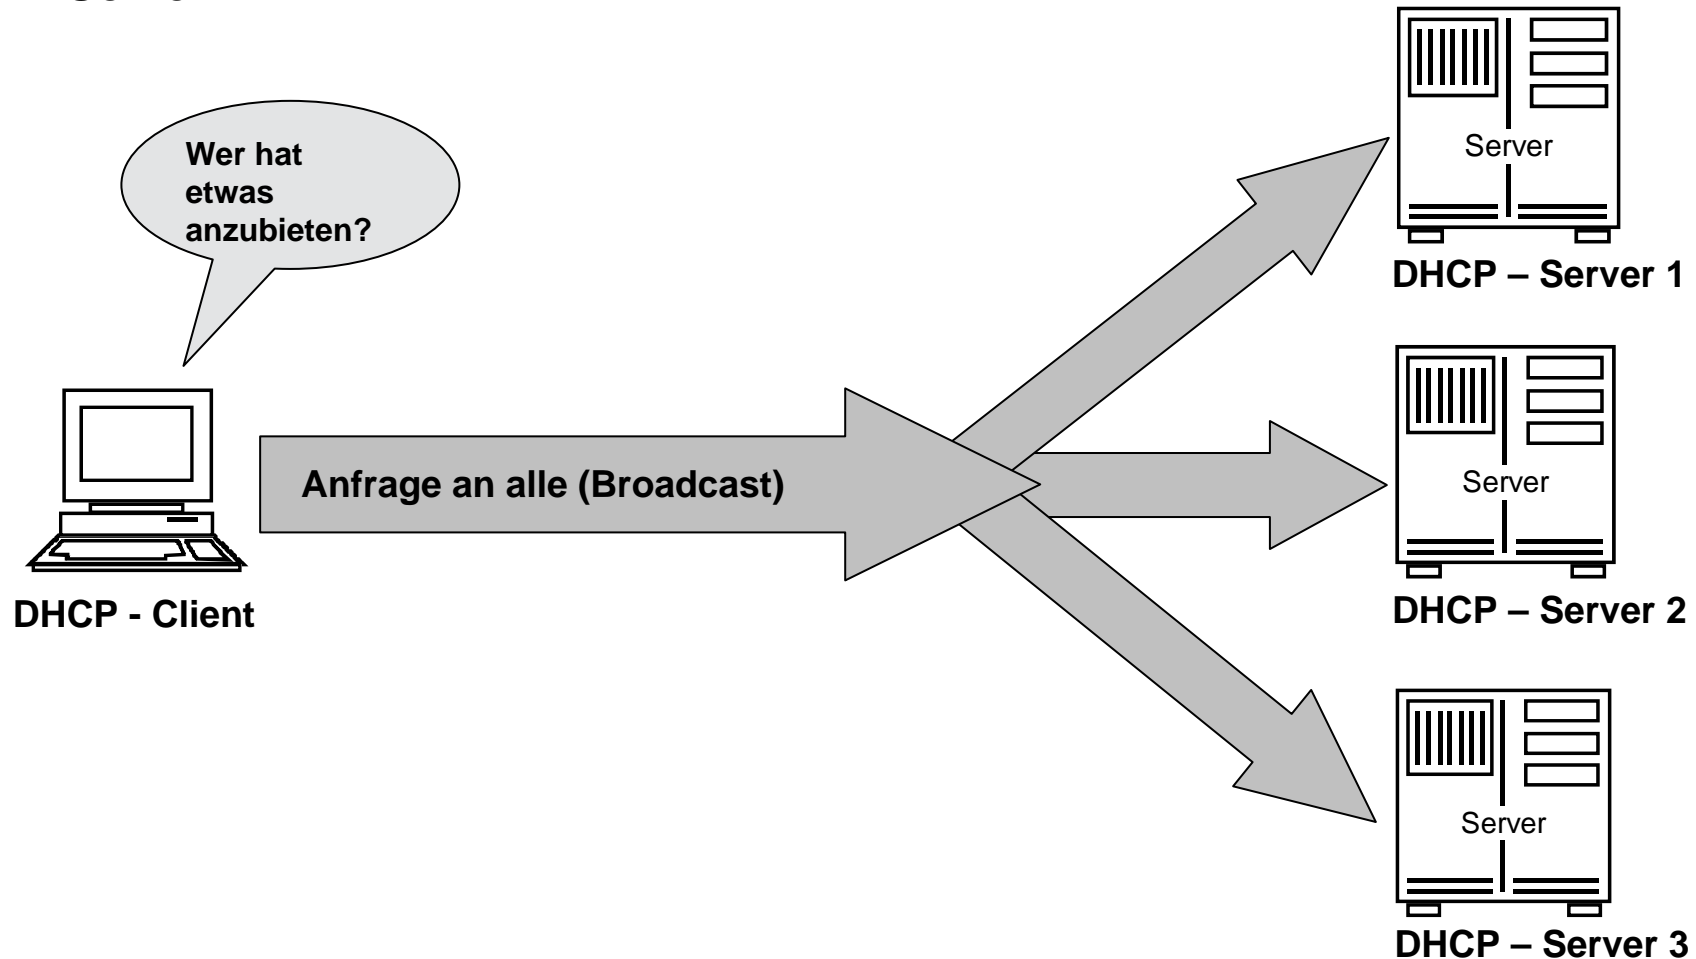 Wer hat
etwas
anzubieten?
Server
DHCP – Server 1
Anfrage an alle (Broadcast)
Server
DHCP - Client
DHCP – Server 2
Server
DHCP – Server 3